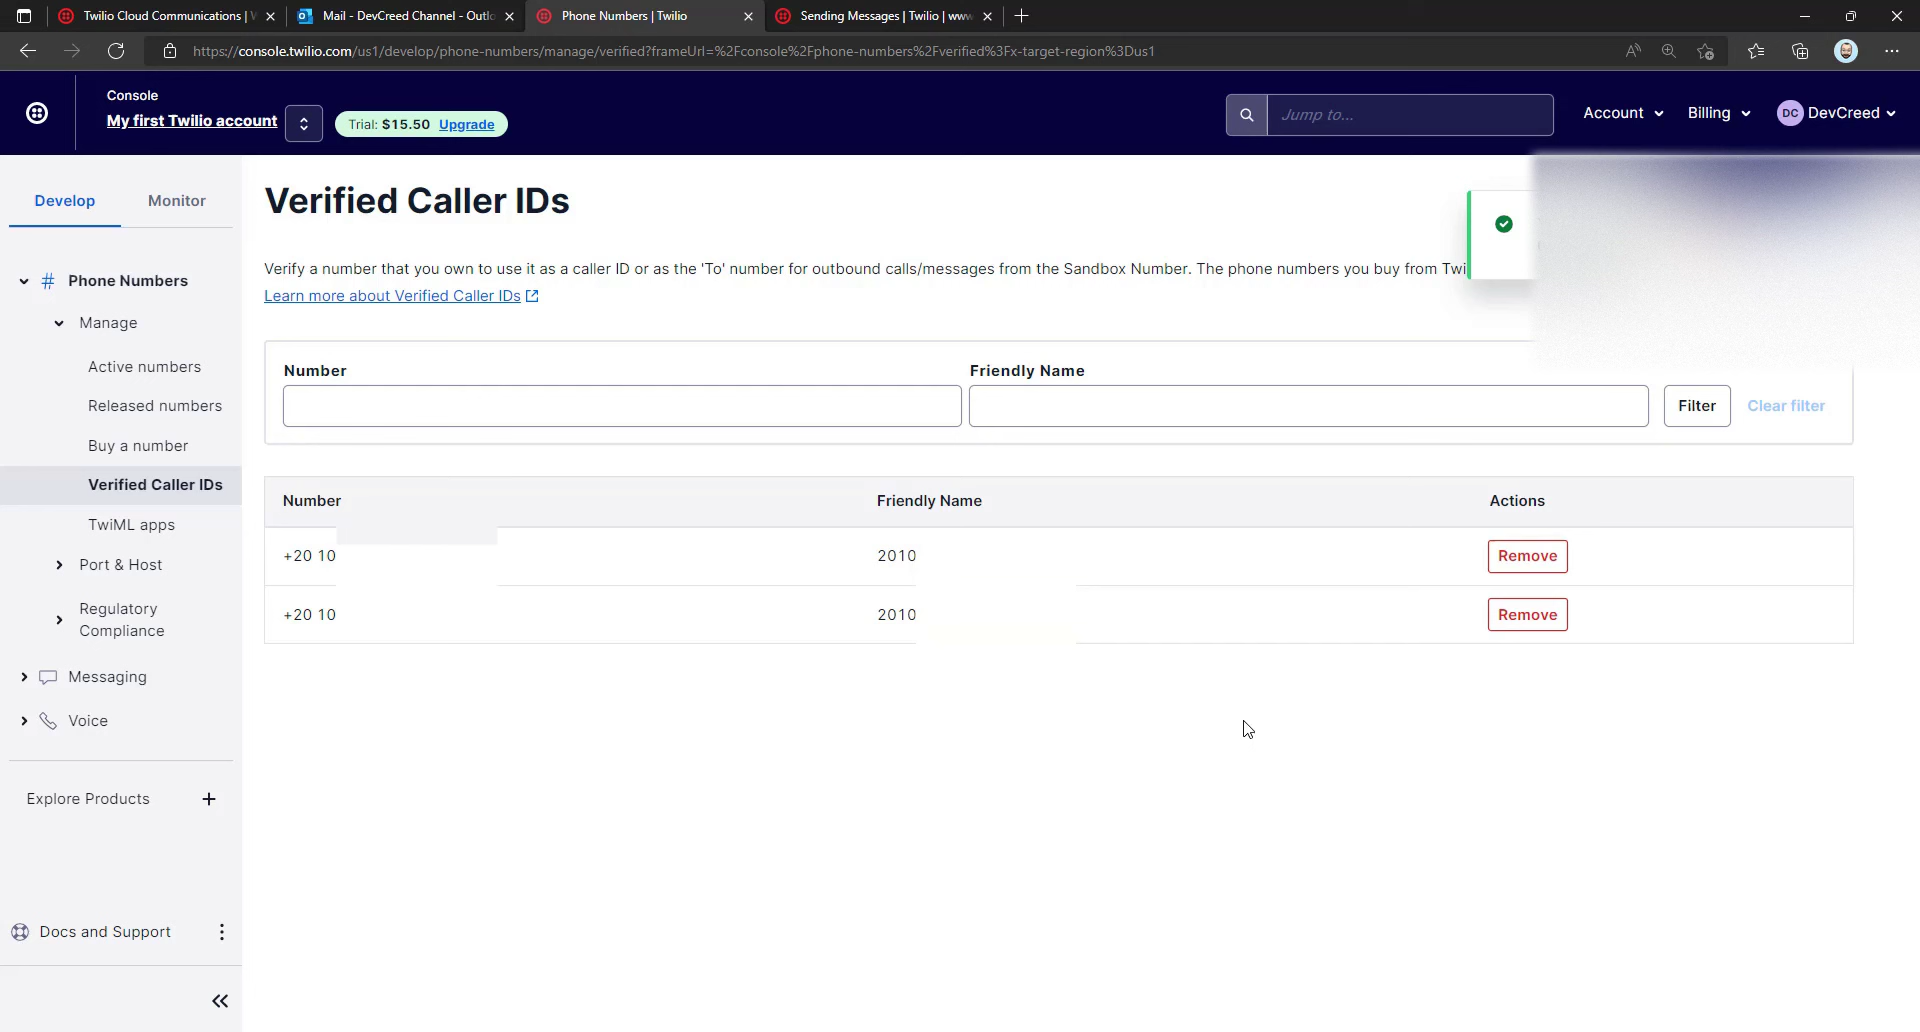 Twilio Cloud Communications |
Mail - DevCreed Channel - Outlo
Phone Numbers | Twilio
Sending Messages | Twilio | www
https://console.twilio.com/us1/develop/phone-numbers/manage/verified?frameUrl=%2Fconsole%2Fphone-numbers%2Fverified%3Fx-target-region%3Dus1
Console
My first Twilio account
Trial: $15.50 Upgrade
Jump to...
Account
Billing
DC DevCreed
Develop
Monitor
# Phone Numbers
Manage
Active numbers
Released numbers
Buy a number
Verified Caller IDs
TwiML apps
Port & Host
Regulatory
Compliance
Messaging
Voice
Explore Products +
Docs and Support
Verified Caller IDs
Verify a number that you own to use it as a caller ID or as the 'To' number for outbound calls/messages from the Sandbox Number. The phone numbers you buy from Twi
Learn more about Verified Caller IDs
Number
Friendly Name
Filter
Clear filter
Number Friendly Name Actions
+20 10 2010 Remove
+20 10 2010 Remove